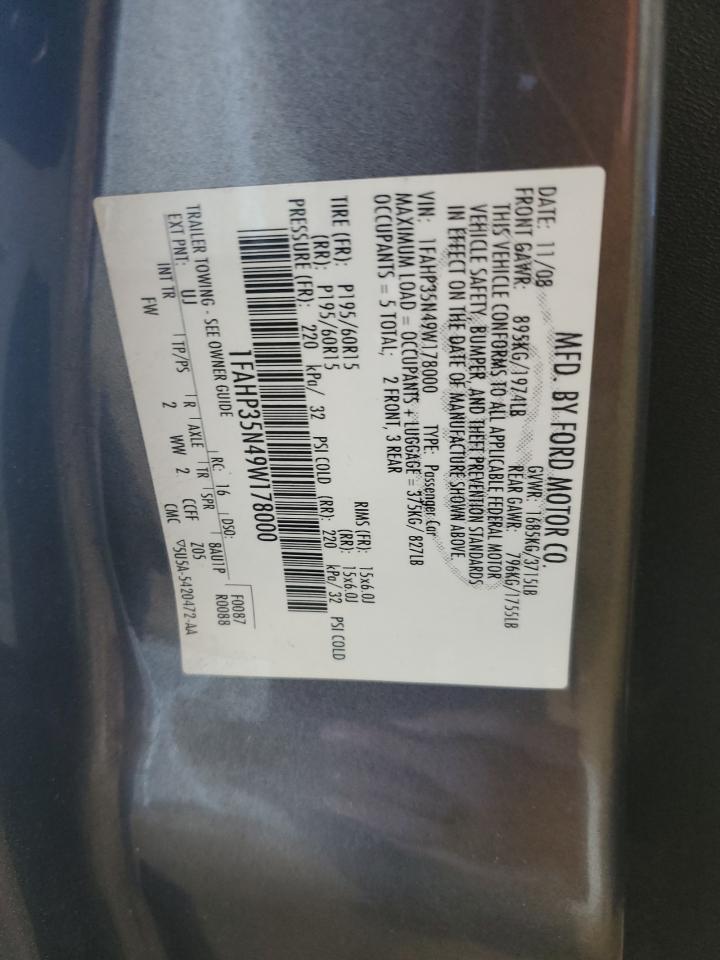 MFD. BY FORD MOTOR CO.
DATE: 11/08 GVWR: 1685KG/3715LB
FRONT GAWR: 895KG/1974LB REAR GAWR: 796KG/1755LB
THIS VEHICLE CONFORMS TO ALL APPLICABLE FEDERAL MOTOR
VEHICLE SAFETY, BUMPER, AND THEFT PREVENTION STANDARDS
IN EFFECT ON THE DATE OF MANUFACTURE SHOWN ABOVE.
VIN: 1FAHP35N49W178000 TYPE: Passenger Car
MAXIMUM LOAD = OCCUPANTS + LUGGAGE = 375KG/ 827LB
OCCUPANTS = 5 TOTAL; 2 FRONT, 3 REAR
TIRE (FR): P195/60R15 RIMS (FR): 15x6.0J
(RR): P195/60R15 (RR): 15x6.0J
PRESSURE (FR): 220 kPa/ 32 PSI COLD (RR): 220 kPa/ 32 PSI COLD
1FAHP35N49W178000
TRAILER TOWING - SEE OWNER GUIDE
EXT PNT: UJ RC: 16 DSO: F0087
R0088
INT TR TP/PS R AXLE TR SPR 8AU1P
FW 2 WW 2 CCFF Z05
CMC ▽5U5A-5420472-AA